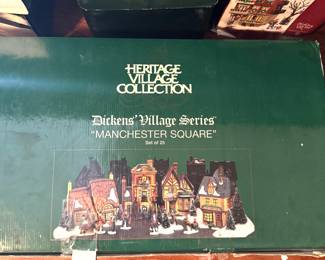 HERITAGE
VILLAGE
COLLECTION
Dickens' Village Series
"MANCHESTER SQUARE"
Set of 25